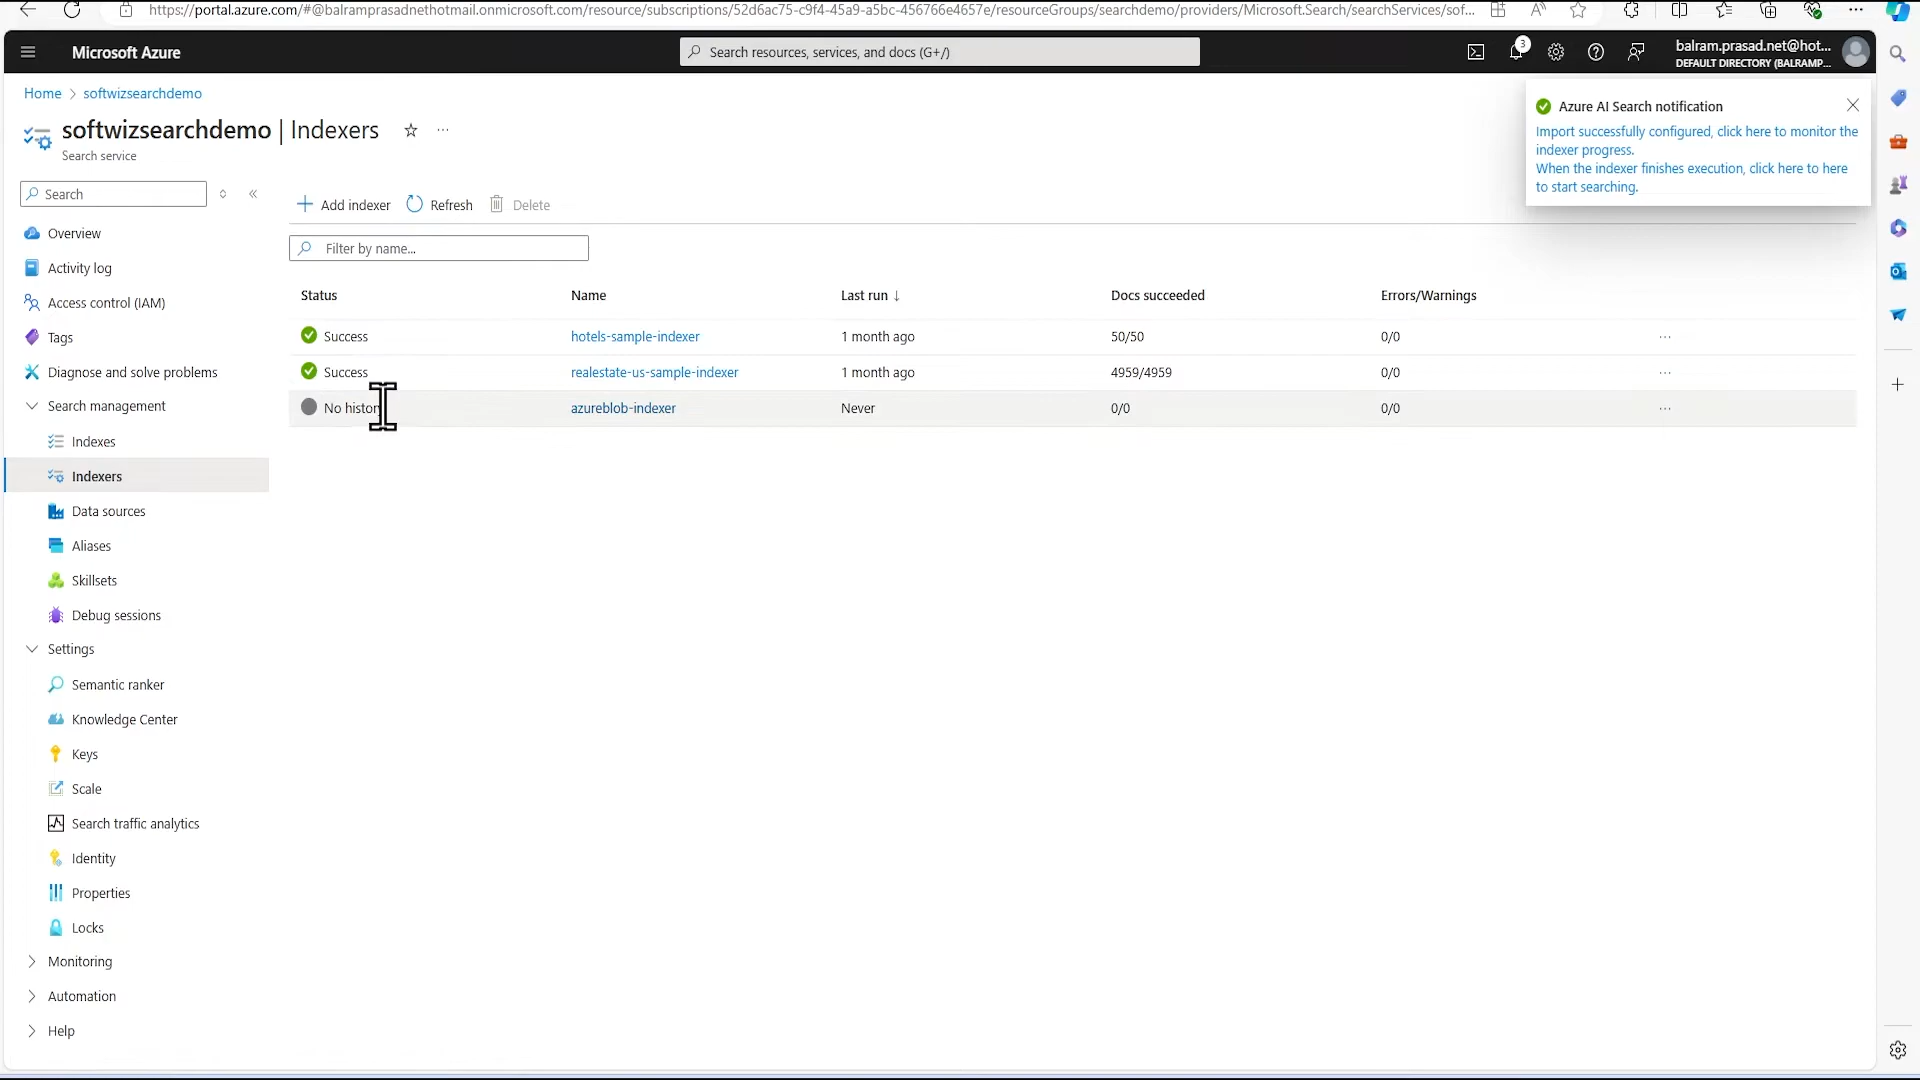 https://portal.azure.com/#@balramprasadnethotmail.onmicrosoft.com/resource/subscriptions/52d6ac75-c9f4-45a9-a5bc-456766e4657e/resourceGroups/searchdemo/providers/Microsoft.Search/searchServices/sof...
Microsoft Azure
Search resources, services, and docs (G+/)
3
balram.prasad.net@hot...
DEFAULT DIRECTORY (BALRAMP...
Home > softwizsearchdemo
softwizsearchdemo | Indexers
Search service
Azure AI Search notification
Import successfully configured, click here to monitor the
indexer progress.
When the indexer finishes execution, click here to here
to start searching.
Search
Add indexer Refresh Delete
Filter by name...
Status Name Last run ↓ Docs succeeded Errors/Warnings
Success hotels-sample-indexer 1 month ago 50/50 0/0
Success realestate-us-sample-indexer 1 month ago 4959/4959 0/0
No histor azureblob-indexer Never 0/0 0/0
Overview
Activity log
Access control (IAM)
Tags
Diagnose and solve problems
Search management
Indexes
Indexers
Data sources
Aliases
Skillsets
Debug sessions
Settings
Semantic ranker
Knowledge Center
Keys
Scale
Search traffic analytics
Identity
Properties
Locks
Monitoring
Automation
Help